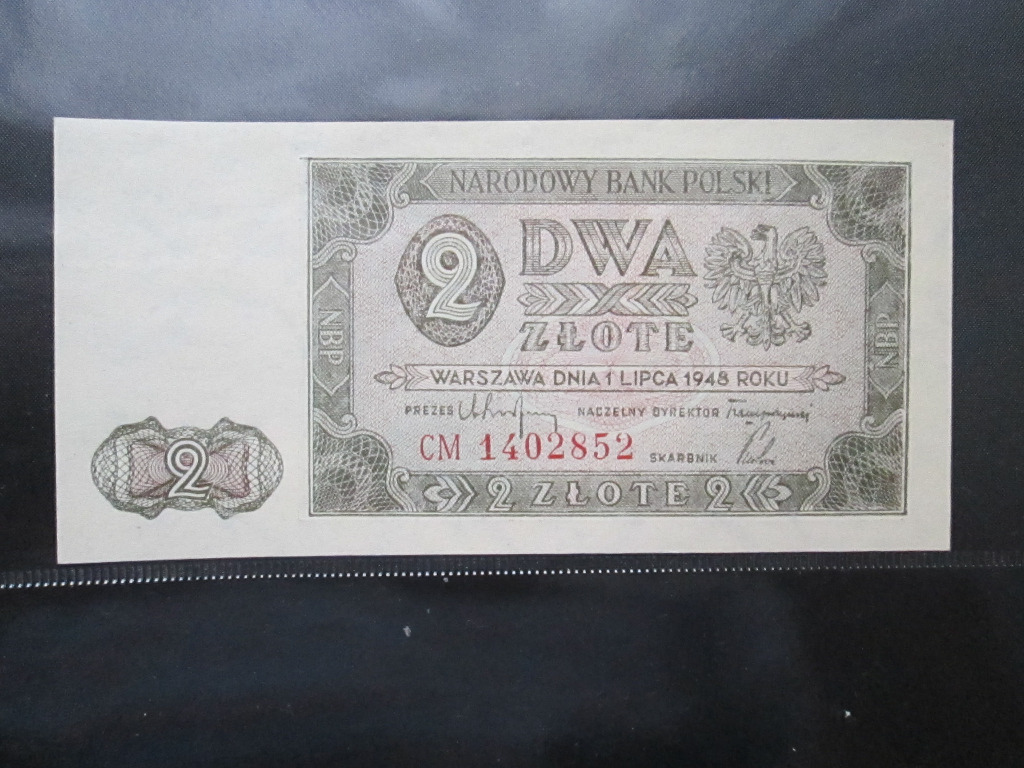 NARODOWY BANK POLSKI
2
DWA
ZŁOTE
NBP
NBP
WARSZAWA DNIA 1 LIPCA 1948 ROKU
PREZES NACZELNY DYREKTOR
CM 1402852 SKARBNIK
2
2 ZŁOTE 2